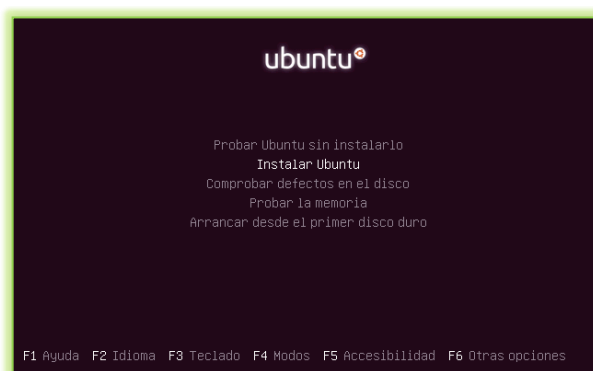 ubuntu
Probar Ubuntu sin instalarlo
Instalar Ubuntu
Comprobar defectos en el disco
Probar la memoria
Arrancar desde el primer disco duro
F1 Ayuda F2 Idioma F3 Teclado F4 Modos F5 Accesibilidad F6 Otras opciones